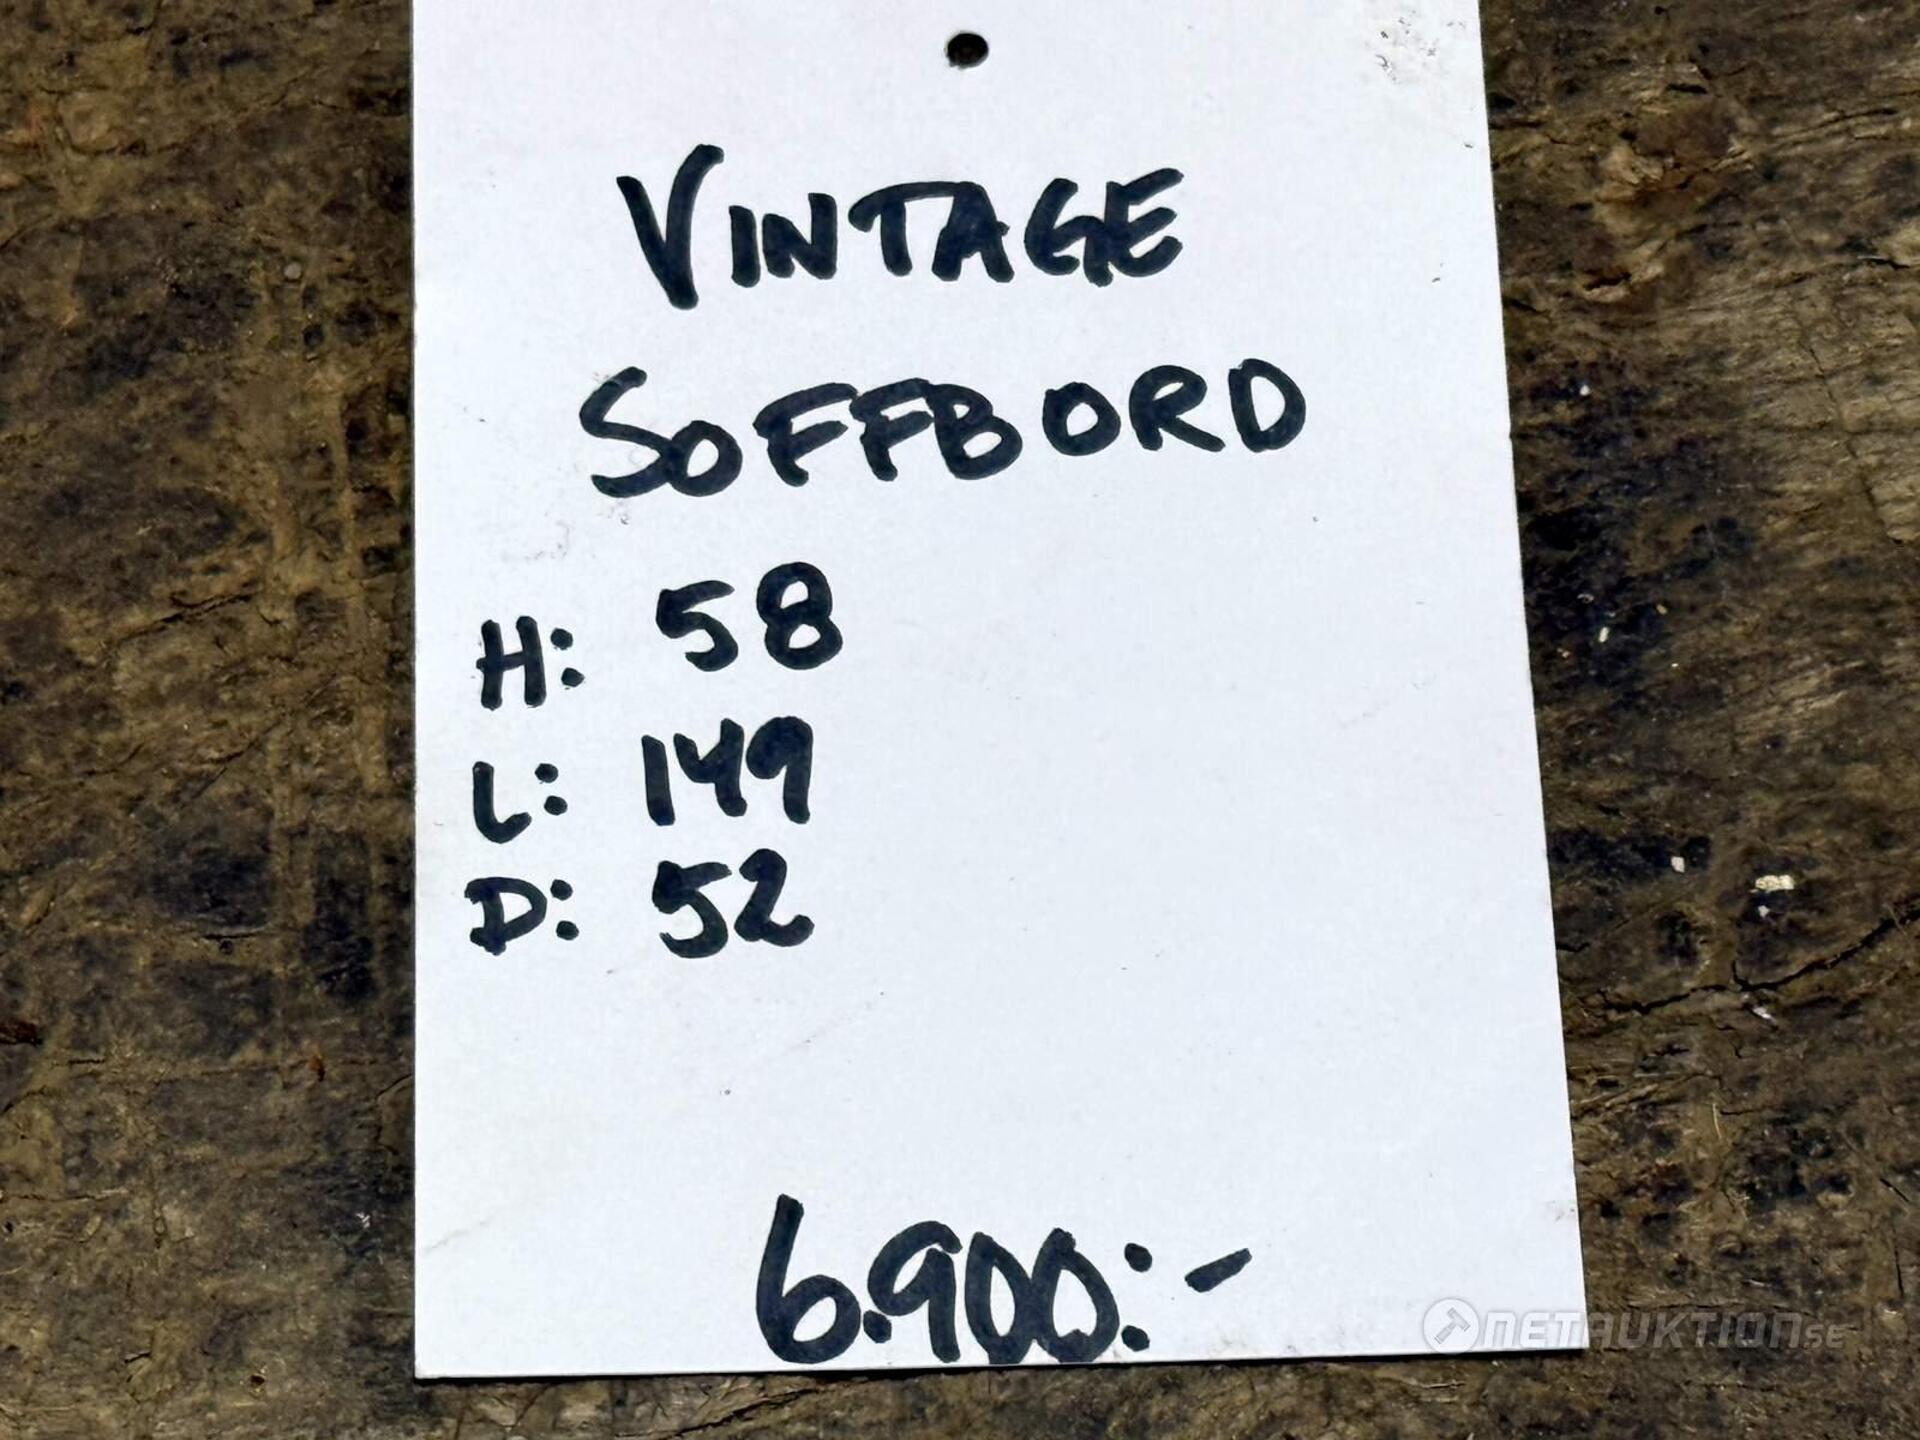 VINTAGE
SOFFBORD
H: 58
L: 149
D: 52
6.900:-
NETAUKTION.SE